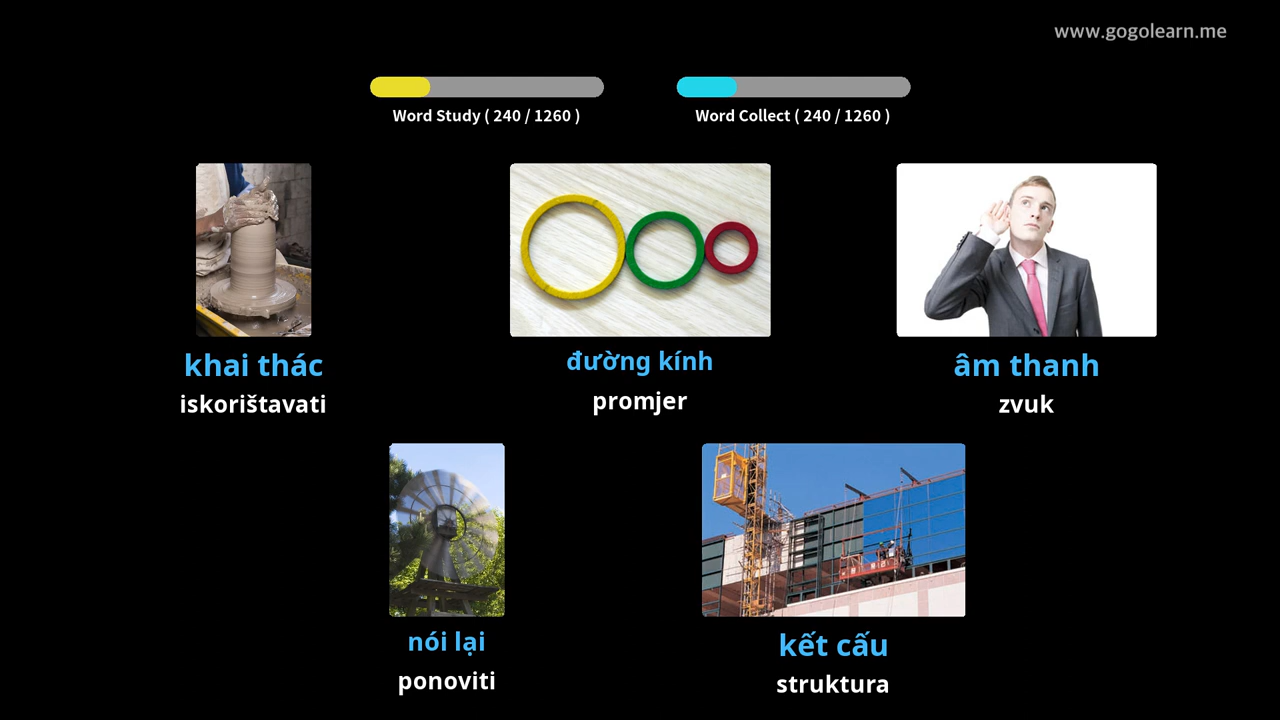 www.gogolearn.me
Word Study ( 240 / 1260 )
Word Collect ( 240 / 1260 )
khai thác
iskorištavati
đường kính
promjer
âm thanh
zvuk
nói lại
ponoviti
kết cấu
struktura